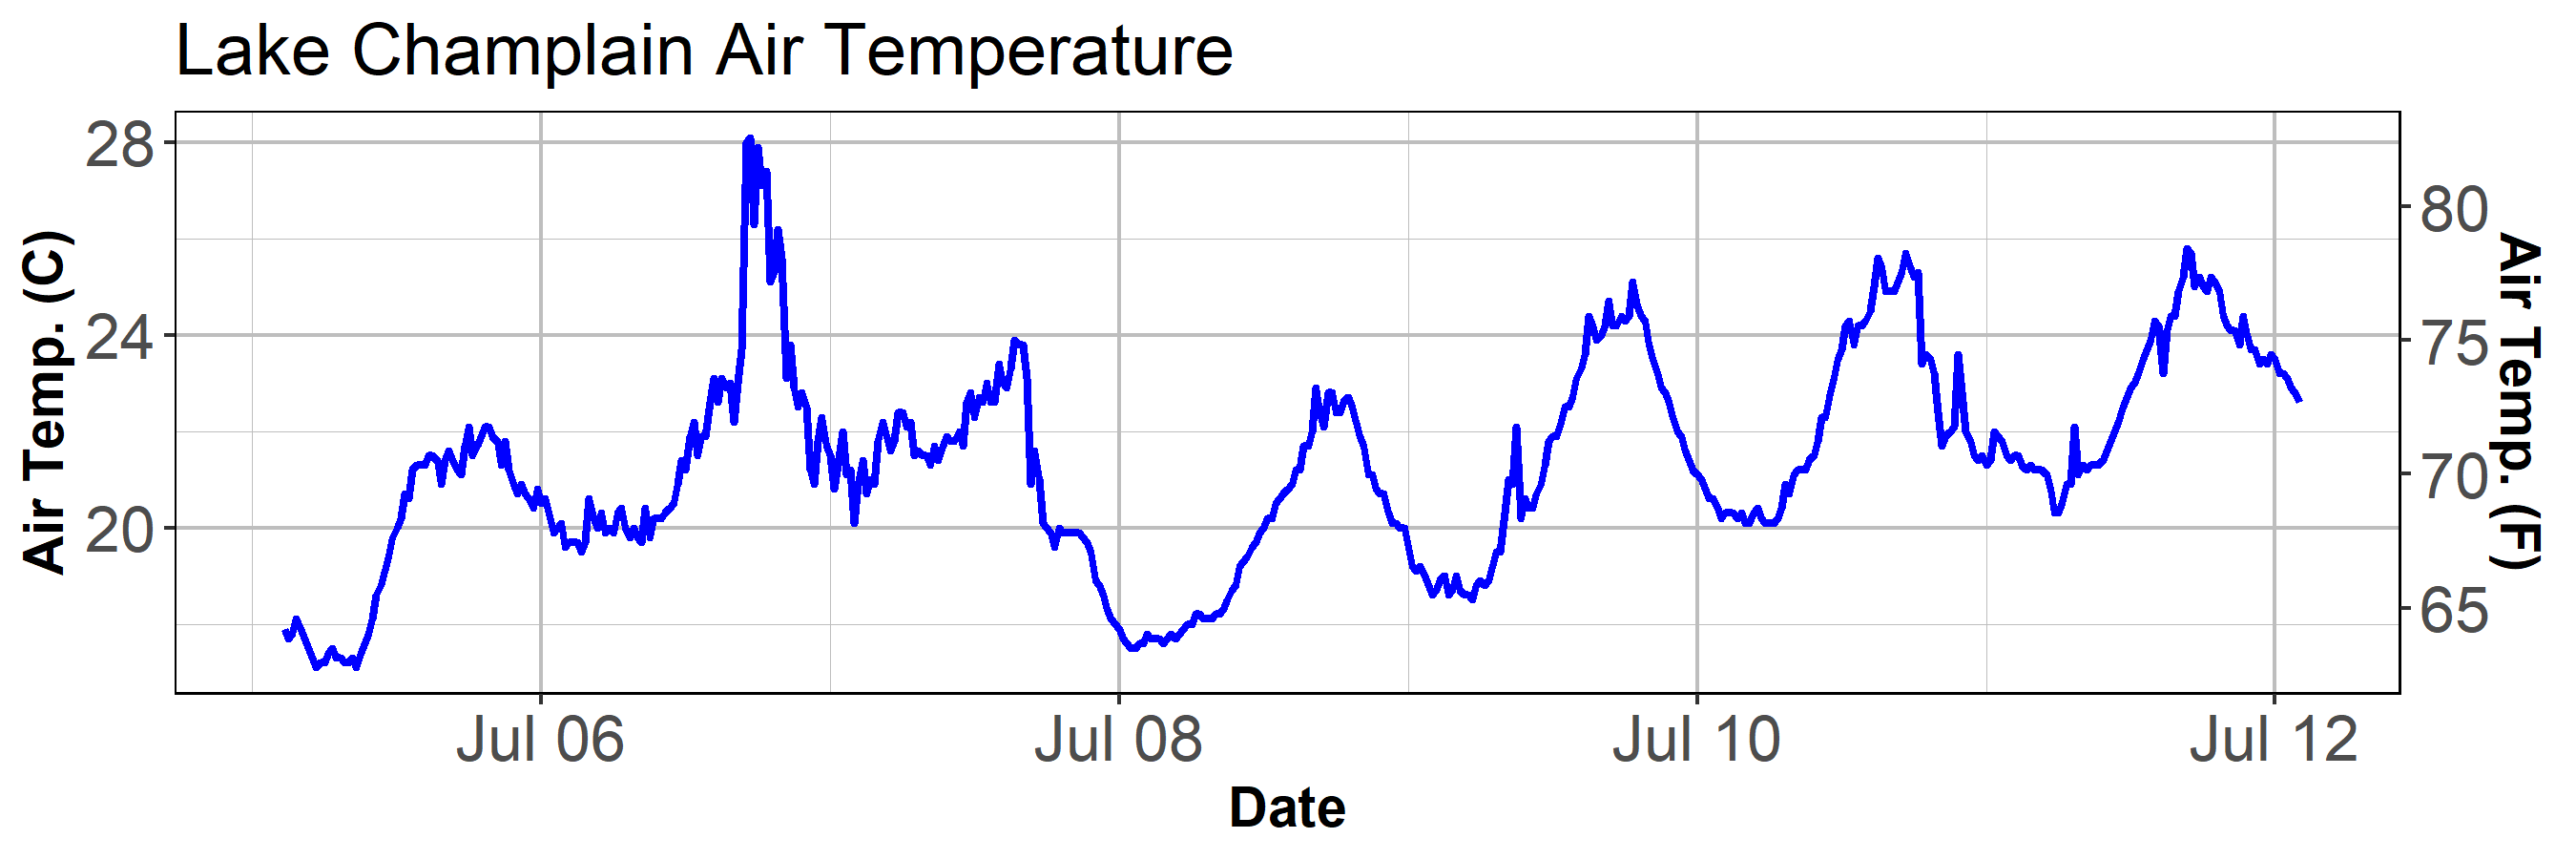 Lake Champlain Air Temperature
Air Temp. (C)
28
24
20
80
75
70
65
Air Temp. (F)
Jul 06
Jul 08
Jul 10
Jul 12
Date